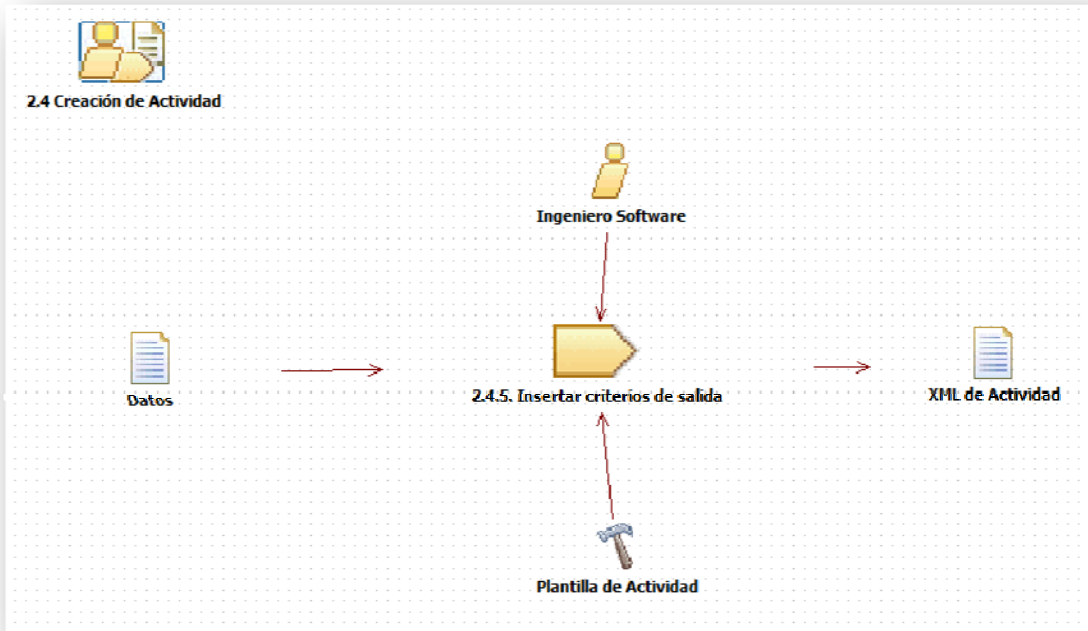 2.4 Creación de Actividad
Ingeniero Software
Datos
2.4.5. Insertar criterios de salida
XML de Actividad
Plantilla de Actividad